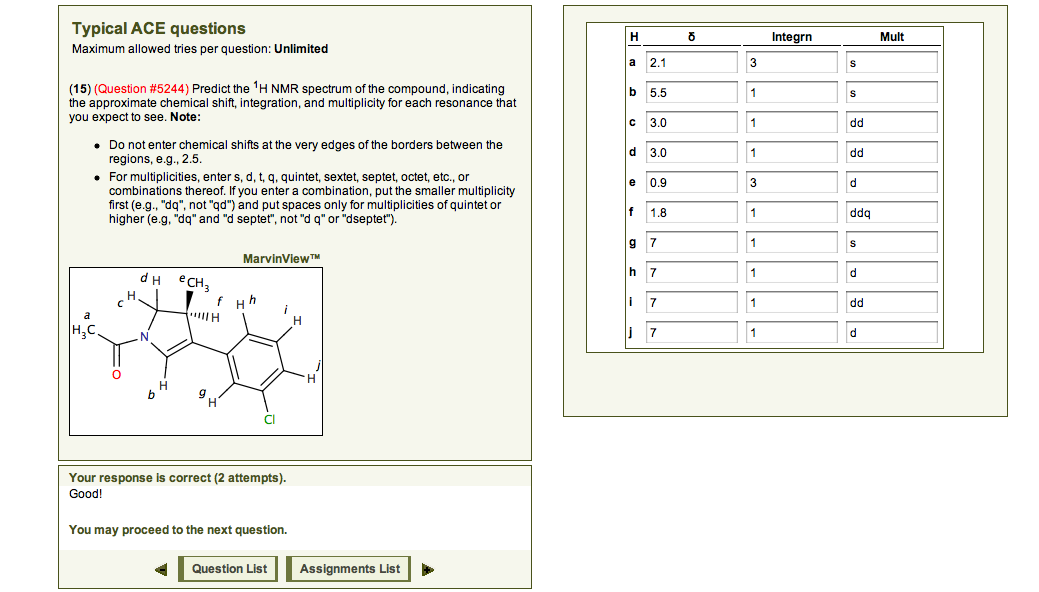 Typical ACE questions
Maximum allowed tries per question: Unlimited
(15) (Question #5244) Predict the 1H NMR spectrum of the compound, indicating
the approximate chemical shift, integration, and multiplicity for each resonance that
you expect to see. Note:
• Do not enter chemical shifts at the very edges of the borders between the
regions, e.g., 2.5.
• For multiplicities, enter s, d, t, q, quintet, sextet, septet, octet, etc., or
combinations thereof. If you enter a combination, put the smaller multiplicity
first (e.g., "dq", not "qd") and put spaces only for multiplicities of quintet or
higher (e.g, "dq" and "d septet", not "d q" or "dseptet").
MarvinView™
d H e CH3
c H f H h
a H i
H3C H
N
O
j
H
b H g
H
Cl
Your response is correct (2 attempts).
Good!
You may proceed to the next question.
Question List Assignments List
H δ Integrn Mult
a 2.1 3 s
b 5.5 1 s
c 3.0 1 dd
d 3.0 1 dd
e 0.9 3 d
f 1.8 1 ddq
g 7 1 s
h 7 1 d
i 7 1 dd
j 7 1 d